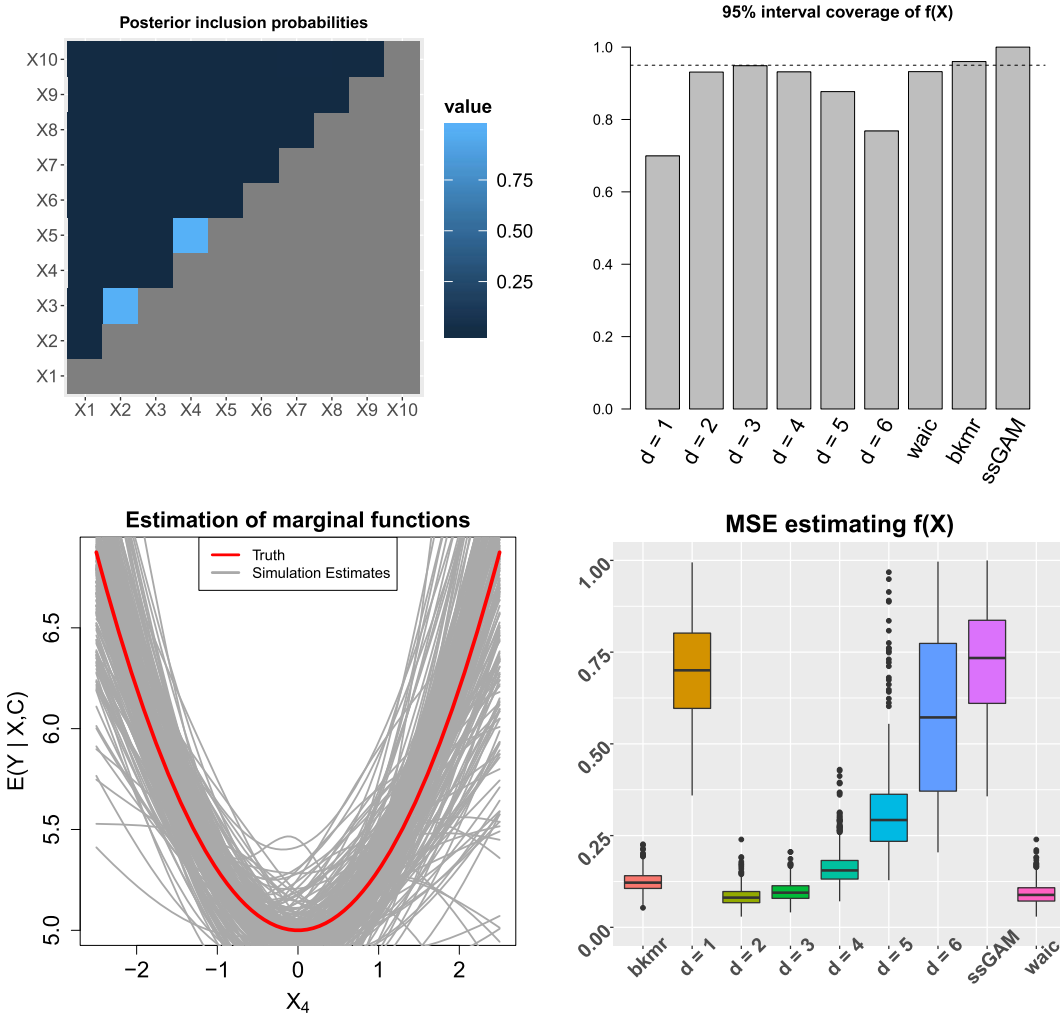 Posterior inclusion probabilities
X10
X9
X8
X7
X6
X5
X4
X3
X2
X1
X1 X2 X3 X4 X5 X6 X7 X8 X9 X10
value
0.75
0.50
0.25
95% interval coverage of f(X)
1.0
0.8
0.6
0.4
0.2
0.0
d = 1 d = 2 d = 3 d = 4 d = 5 d = 6 waic bkmr ssGAM
Estimation of marginal functions
Truth
Simulation Estimates
E(Y | X,C)
6.5
6.0
5.5
5.0
−2 −1 0 1 2
X₄
MSE estimating f(X)
1.00
0.75
0.50
0.25
0.00
bkmr d = 1 d = 2 d = 3 d = 4 d = 5 d = 6 ssGAM waic